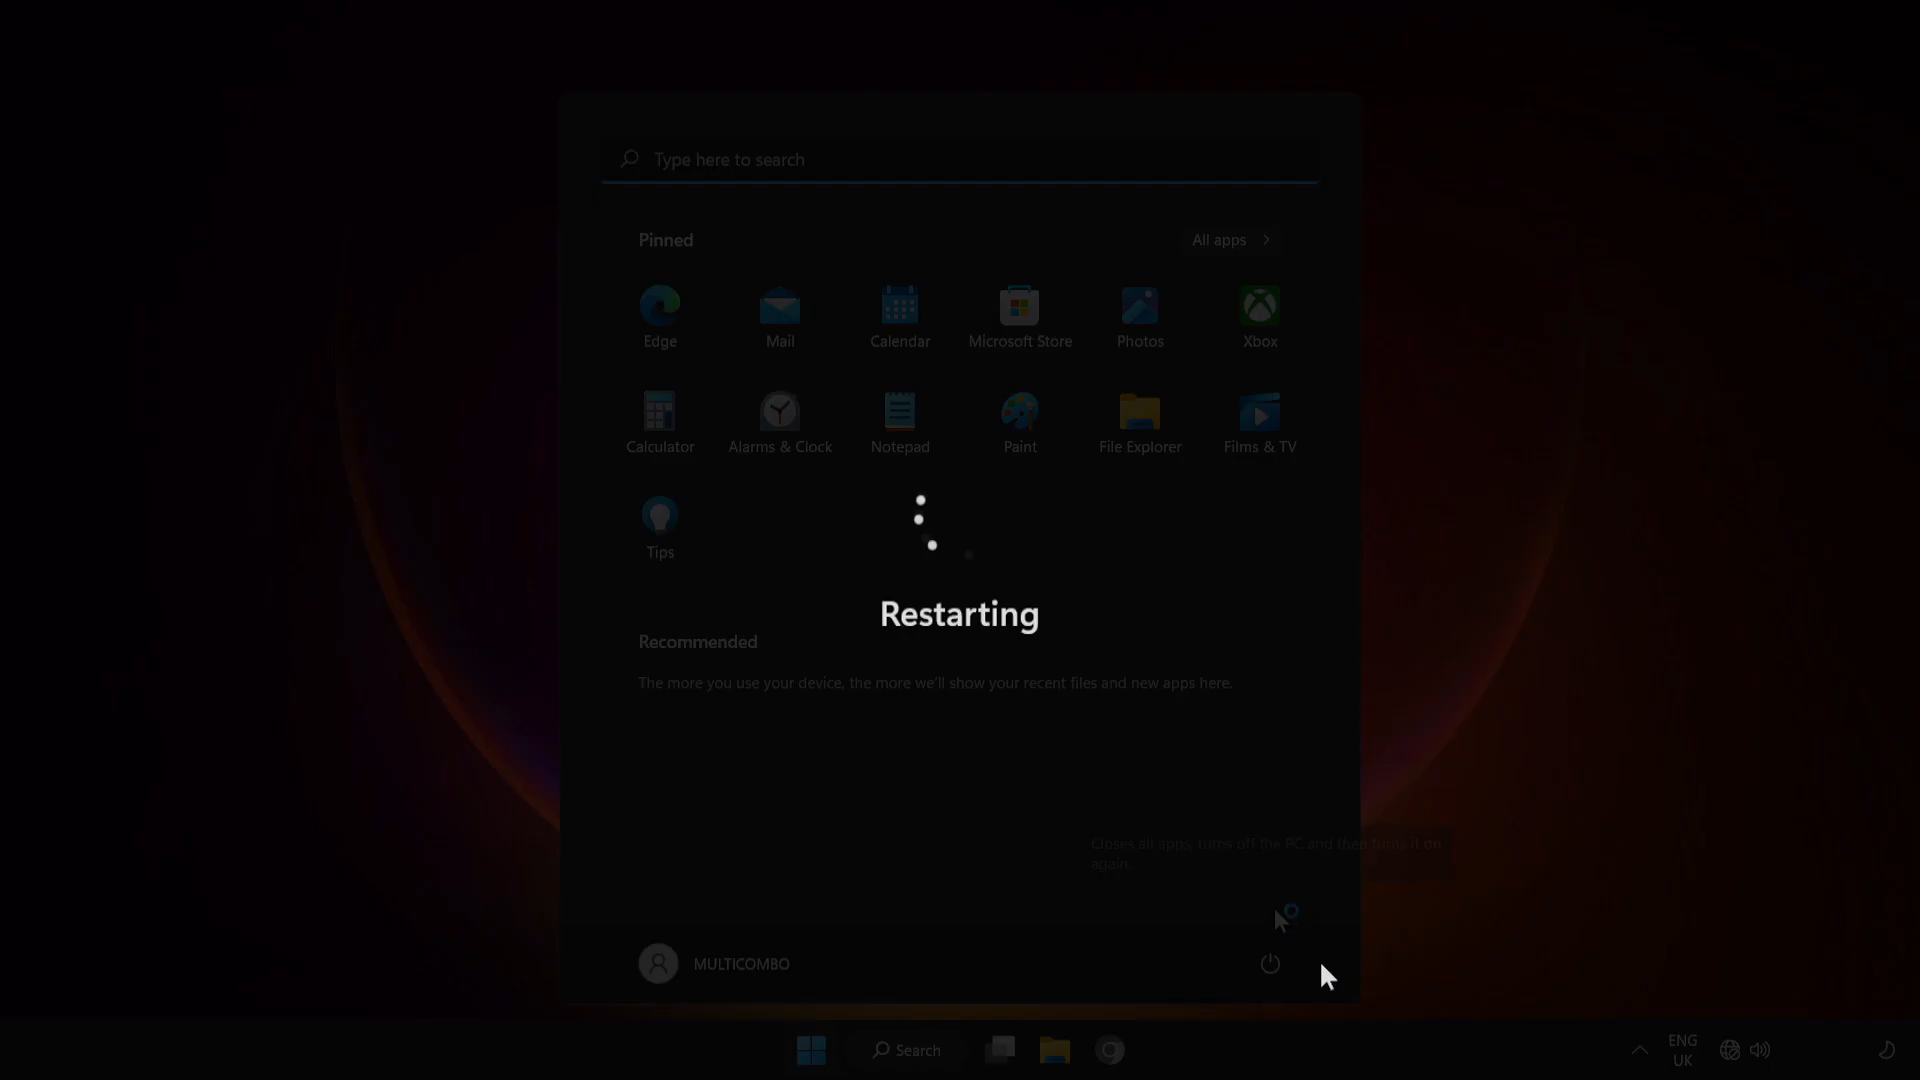 Type here to search
Pinned
All apps
Edge
Mail
Calendar
Microsoft Store
Photos
Xbox
Calculator
Alarms & Clock
Notepad
Paint
File Explorer
Films & TV
Tips
Restarting
Recommended
The more you use your device, the more we'll show your recent files and new apps here.
Closes all apps, turns off the PC and then turns it on
again.
MULTICOMBO
Search
ENG
UK